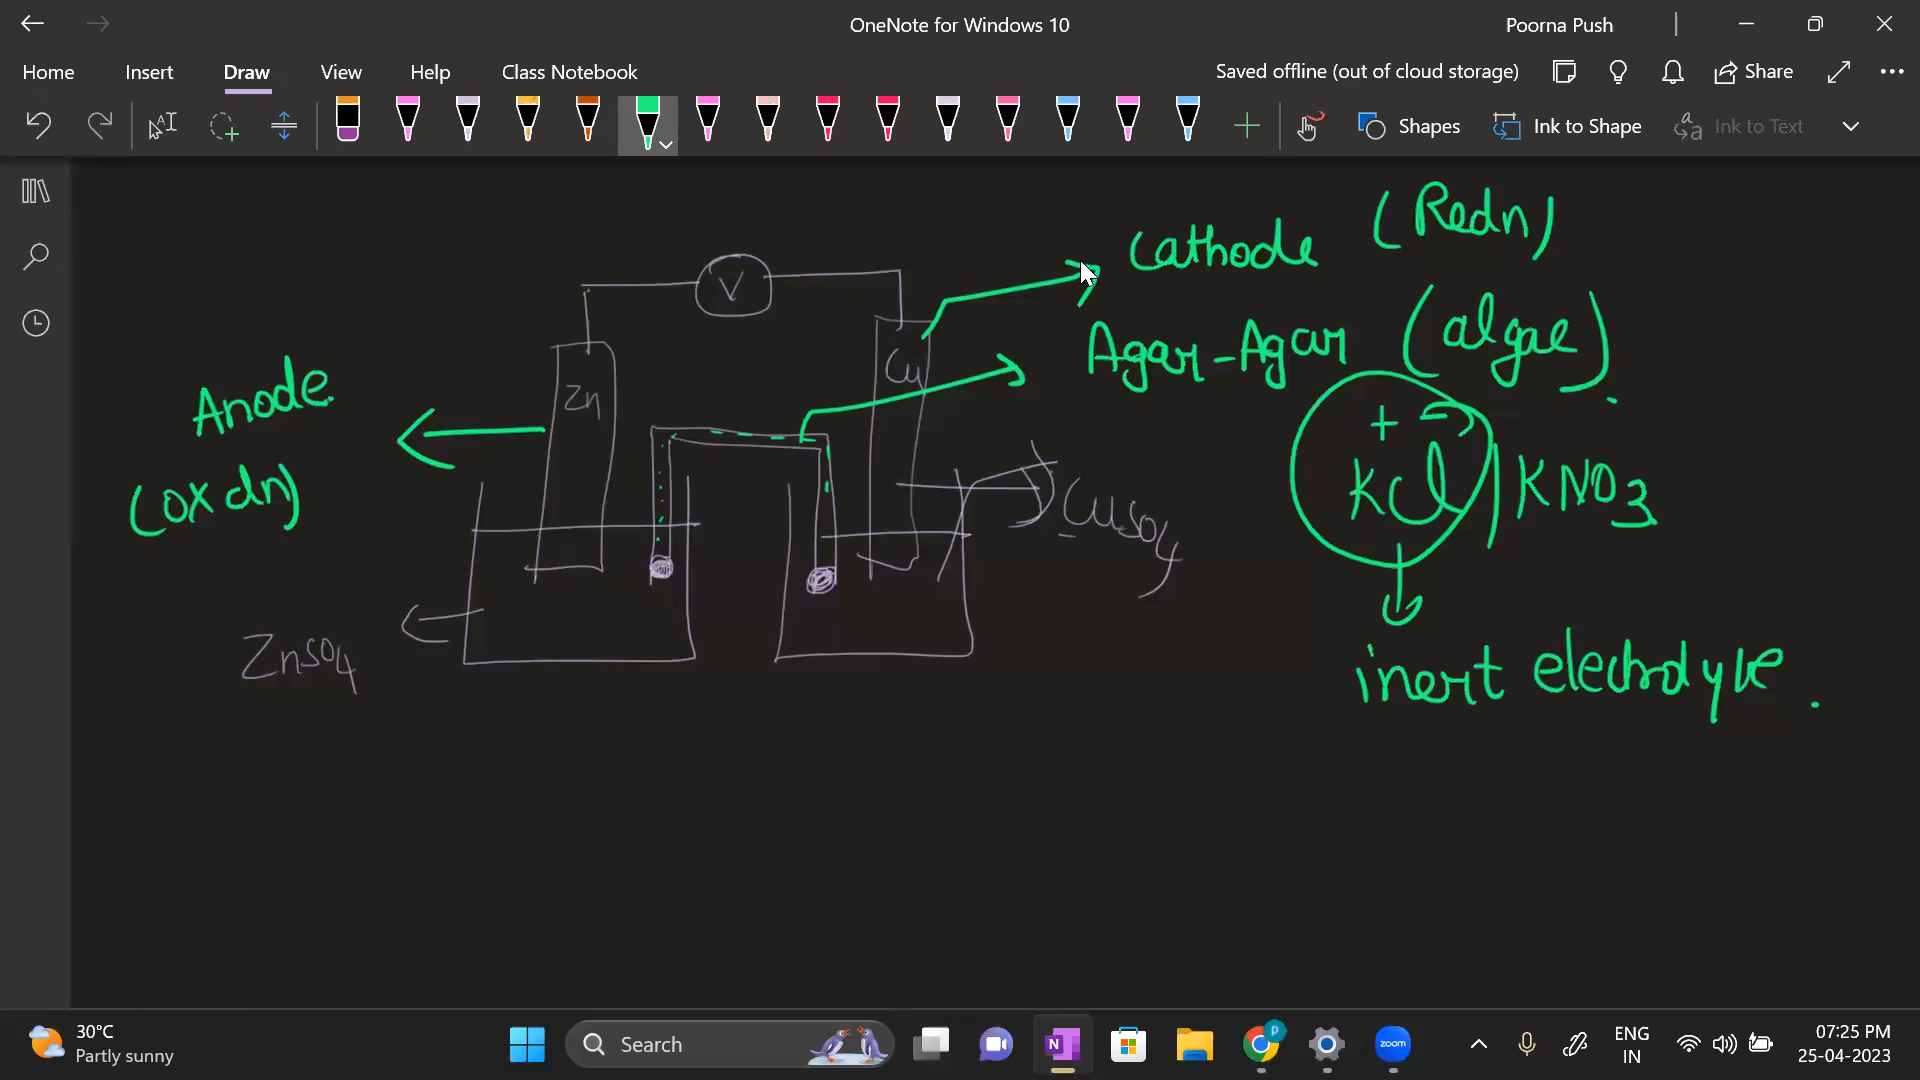 OneNote for Windows 10
Poorna Push
Home Insert Draw View Help Class Notebook
Saved offline (out of cloud storage)
Share
Shapes
Ink to Shape
Ink to Text
Cathode (Redn)
V
Agar-Agar (algae).
Cu
Zn
Anode
(oxdn)
+ -
KCl KNO3
CuSO4
ZnSO4
inert electrolyte.
30°C
Partly sunny
Search
zoom
ENG
IN
07:25 PM
25-04-2023